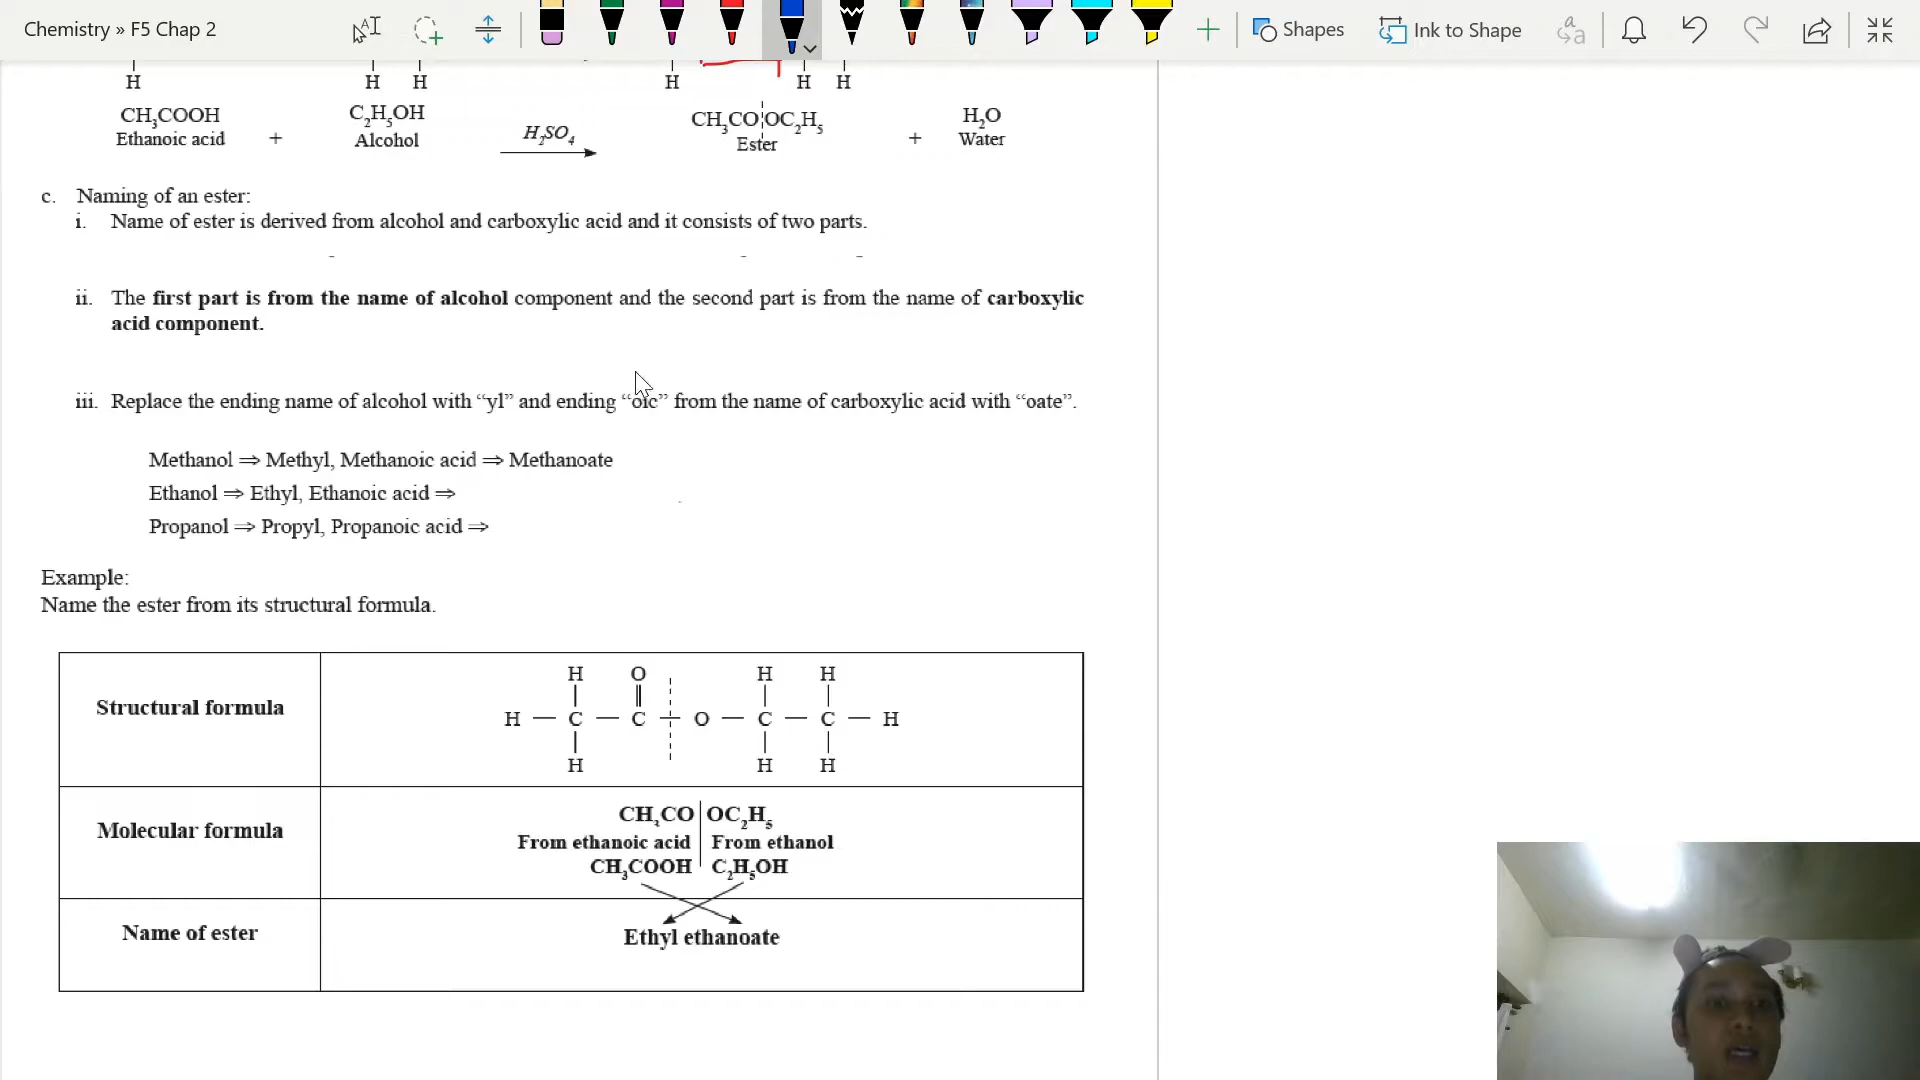 Chemistry » F5 Chap 2
Shapes
Ink to Shape
H H H H H H
CH₃COOH + C₂H₅OH H₂SO₄ CH₃CO OC₂H₅ + H₂O
Ethanoic acid Alcohol Ester Water
c. Naming of an ester:
i. Name of ester is derived from alcohol and carboxylic acid and it consists of two parts.
ii. The first part is from the name of alcohol component and the second part is from the name of carboxylic
acid component.
iii. Replace the ending name of alcohol with “yl” and ending “oic” from the name of carboxylic acid with “oate”.
Methanol ⇒ Methyl, Methanoic acid ⇒ Methanoate
Ethanol ⇒ Ethyl, Ethanoic acid ⇒
Propanol ⇒ Propyl, Propanoic acid ⇒
Example:
Name the ester from its structural formula.
Structural formula
H O H H
H — C — C — O — C — C — H
H H H
Molecular formula
CH₃CO OC₂H₅
From ethanoic acid From ethanol
CH₃COOH C₂H₅OH
Name of ester
Ethyl ethanoate